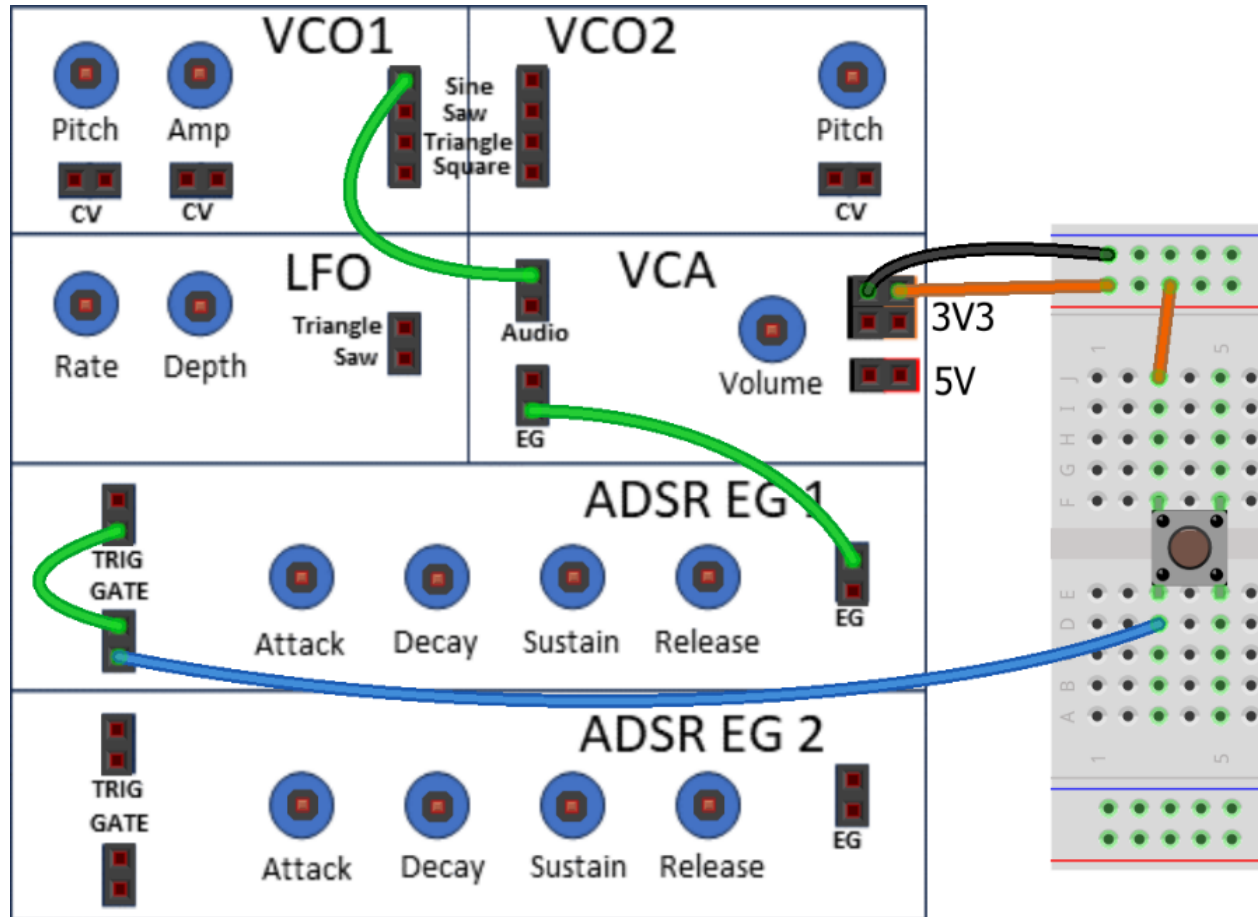 VCO1
VCO2
Pitch
Amp
Sine
Saw
Triangle
Square
Pitch
CV
CV
CV
LFO
VCA
Triangle
Saw
Audio
3V3
Rate
Depth
Volume
5V
EG
1
5
J
I
H
G
F
ADSR EG 1
TRIG
GATE
Attack
Decay
Sustain
Release
EG
E
D
B
A
1
5
ADSR EG 2
TRIG
GATE
Attack
Decay
Sustain
Release
EG